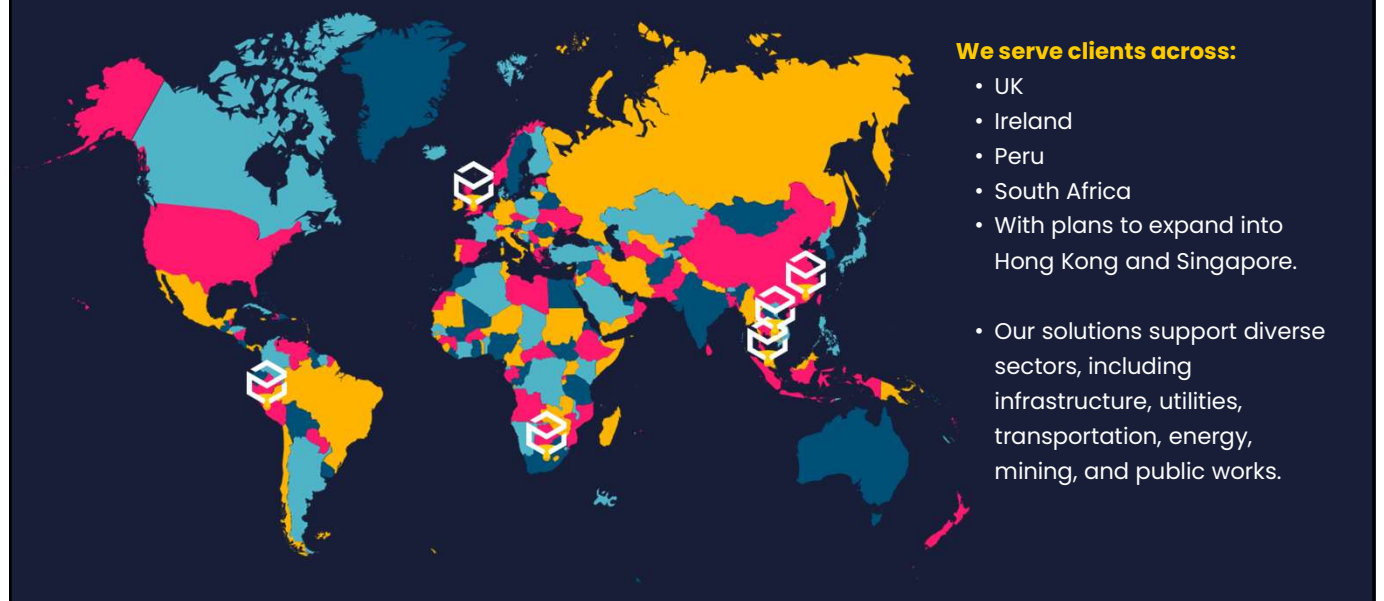 We serve clients across:
• UK
• Ireland
• Peru
• South Africa
• With plans to expand into
Hong Kong and Singapore.
• Our solutions support diverse
sectors, including
infrastructure, utilities,
transportation, energy,
mining, and public works.